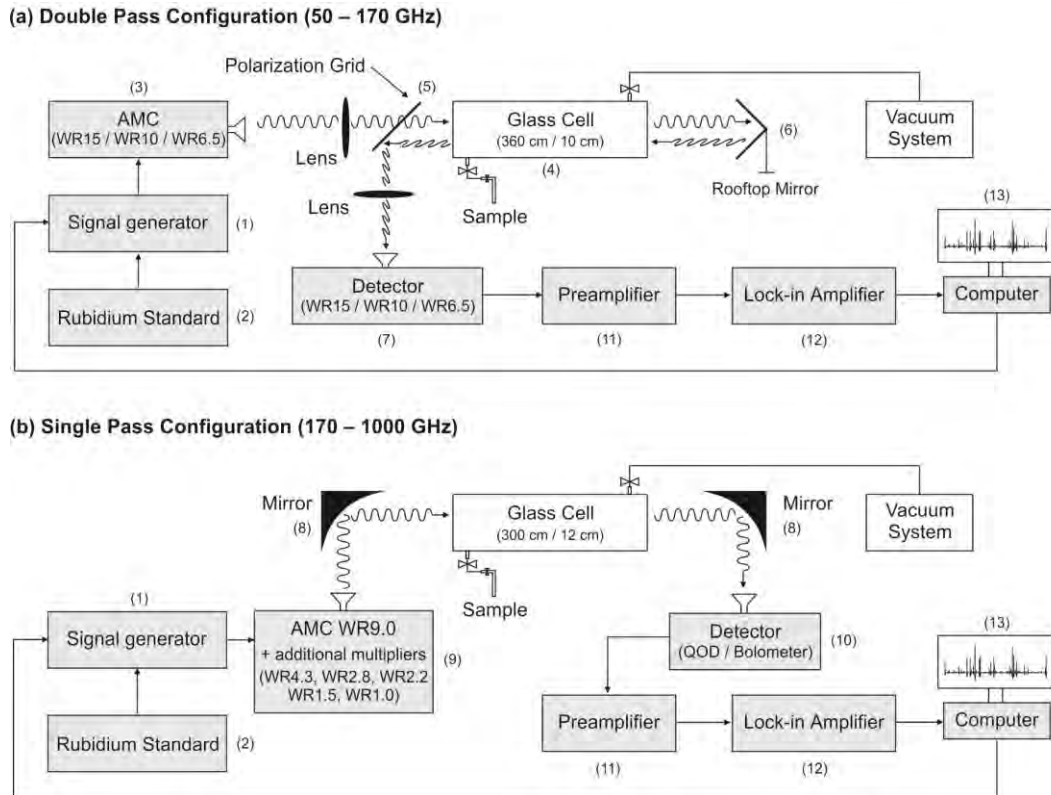 (a) Double Pass Configuration (50 – 170 GHz)
Polarization Grid
(3)
(5)
AMC
(WR15 / WR10 / WR6.5)
Lens
Glass Cell
(360 cm / 10 cm)
(4)
(6)
Rooftop Mirror
Vacuum
System
Lens
Sample
Signal generator
(1)
(13)
Rubidium Standard
(2)
Detector
(WR15 / WR10 / WR6.5)
(7)
Preamplifier
(11)
Lock-in Amplifier
(12)
Computer
(b) Single Pass Configuration (170 – 1000 GHz)
Mirror
(8)
Glass Cell
(300 cm / 12 cm)
Mirror
(8)
Vacuum
System
Sample
(1)
Signal generator
AMC WR9.0
+ additional multipliers
(WR4.3, WR2.8, WR2.2
WR1.5, WR1.0)
(9)
Detector
(QOD / Bolometer)
(10)
(13)
Rubidium Standard
(2)
Preamplifier
(11)
Lock-in Amplifier
(12)
Computer